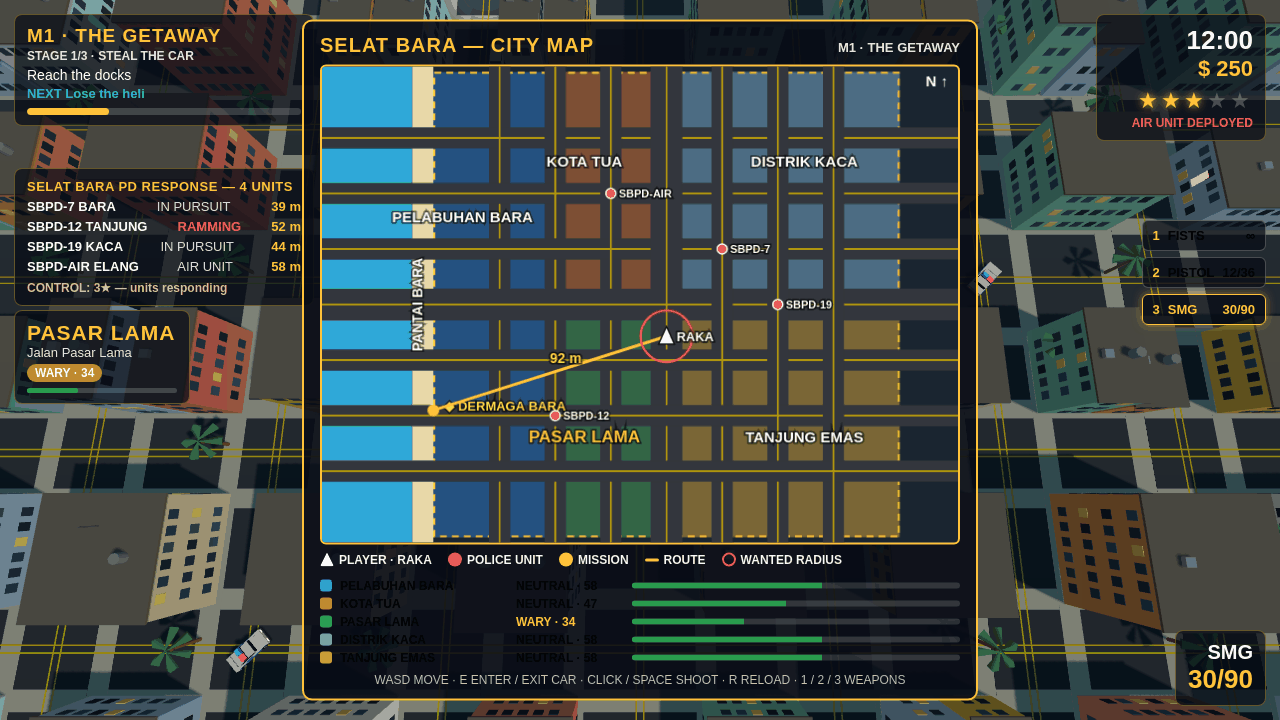 M1 · THE GETAWAY
STAGE 1/3 · STEAL THE CAR
Reach the docks
NEXT Lose the heli
SELAT BARA PD RESPONSE — 4 UNITS
SBPD-7 BARA IN PURSUIT 39 m
SBPD-12 TANJUNG RAMMING 52 m
SBPD-19 KACA IN PURSUIT 44 m
SBPD-AIR ELANG AIR UNIT 58 m
CONTROL: 3★ — units responding
PASAR LAMA
Jalan Pasar Lama
WARY · 34
SELAT BARA — CITY MAP
M1 · THE GETAWAY
N ↑
KOTA TUA
DISTRIK KACA
SBPD-AIR
PELABUHAN BARA
SBPD-7
PANTAI BARA
SBPD-19
RAKA
92 m
◆ DERMAGA BARA
SBPD-12
PASAR LAMA
TANJUNG EMAS
PLAYER · RAKA
POLICE UNIT
MISSION
ROUTE
WANTED RADIUS
PELABUHAN BARA NEUTRAL · 58
KOTA TUA NEUTRAL · 47
PASAR LAMA WARY · 34
DISTRIK KACA NEUTRAL · 58
TANJUNG EMAS NEUTRAL · 58
WASD MOVE · E ENTER / EXIT CAR · CLICK / SPACE SHOOT · R RELOAD · 1 / 2 / 3 WEAPONS
12:00
$ 250
★★★★★
AIR UNIT DEPLOYED
1 FISTS ∞
2 PISTOL 12/36
3 SMG 30/90
SMG
30/90